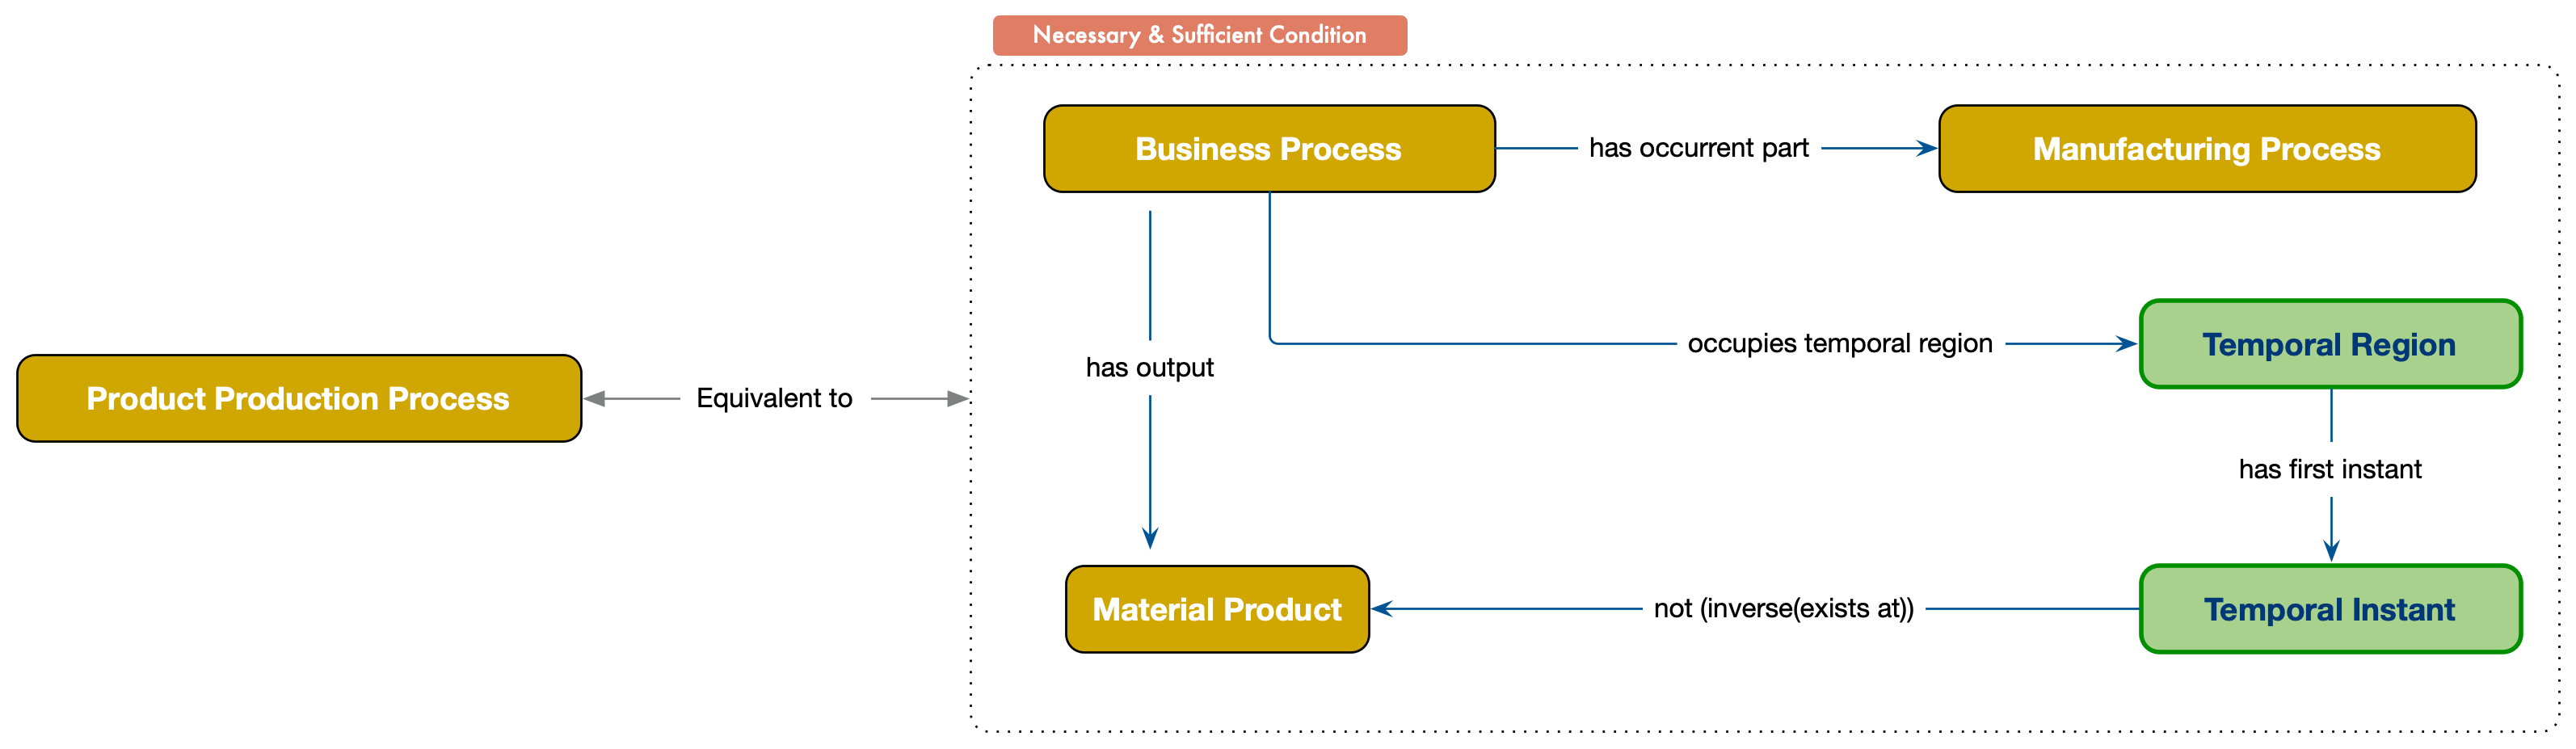 Necessary & Sufficient Condition
Business Process
has occurrent part
Manufacturing Process
occupies temporal region
Temporal Region
has output
Product Production Process
Equivalent to
has first instant
Material Product
not (inverse(exists at))
Temporal Instant